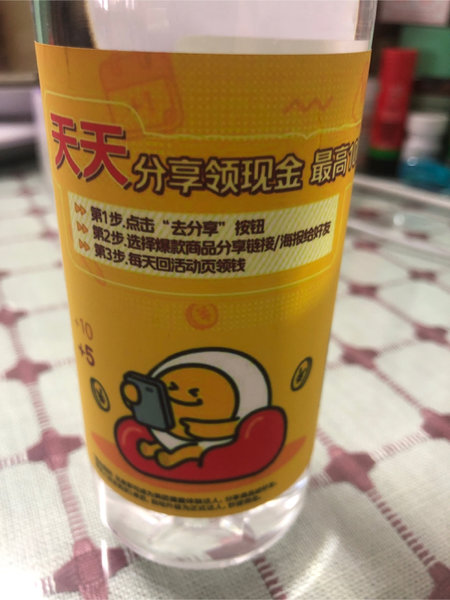 天天分享领现金 最高10
>> 第1步.点击 “去分享” 按钮
>> 第2步.选择爆款商品分享链接/海报给好友
>> 第3步.每天回活动页领钱
+10
+5